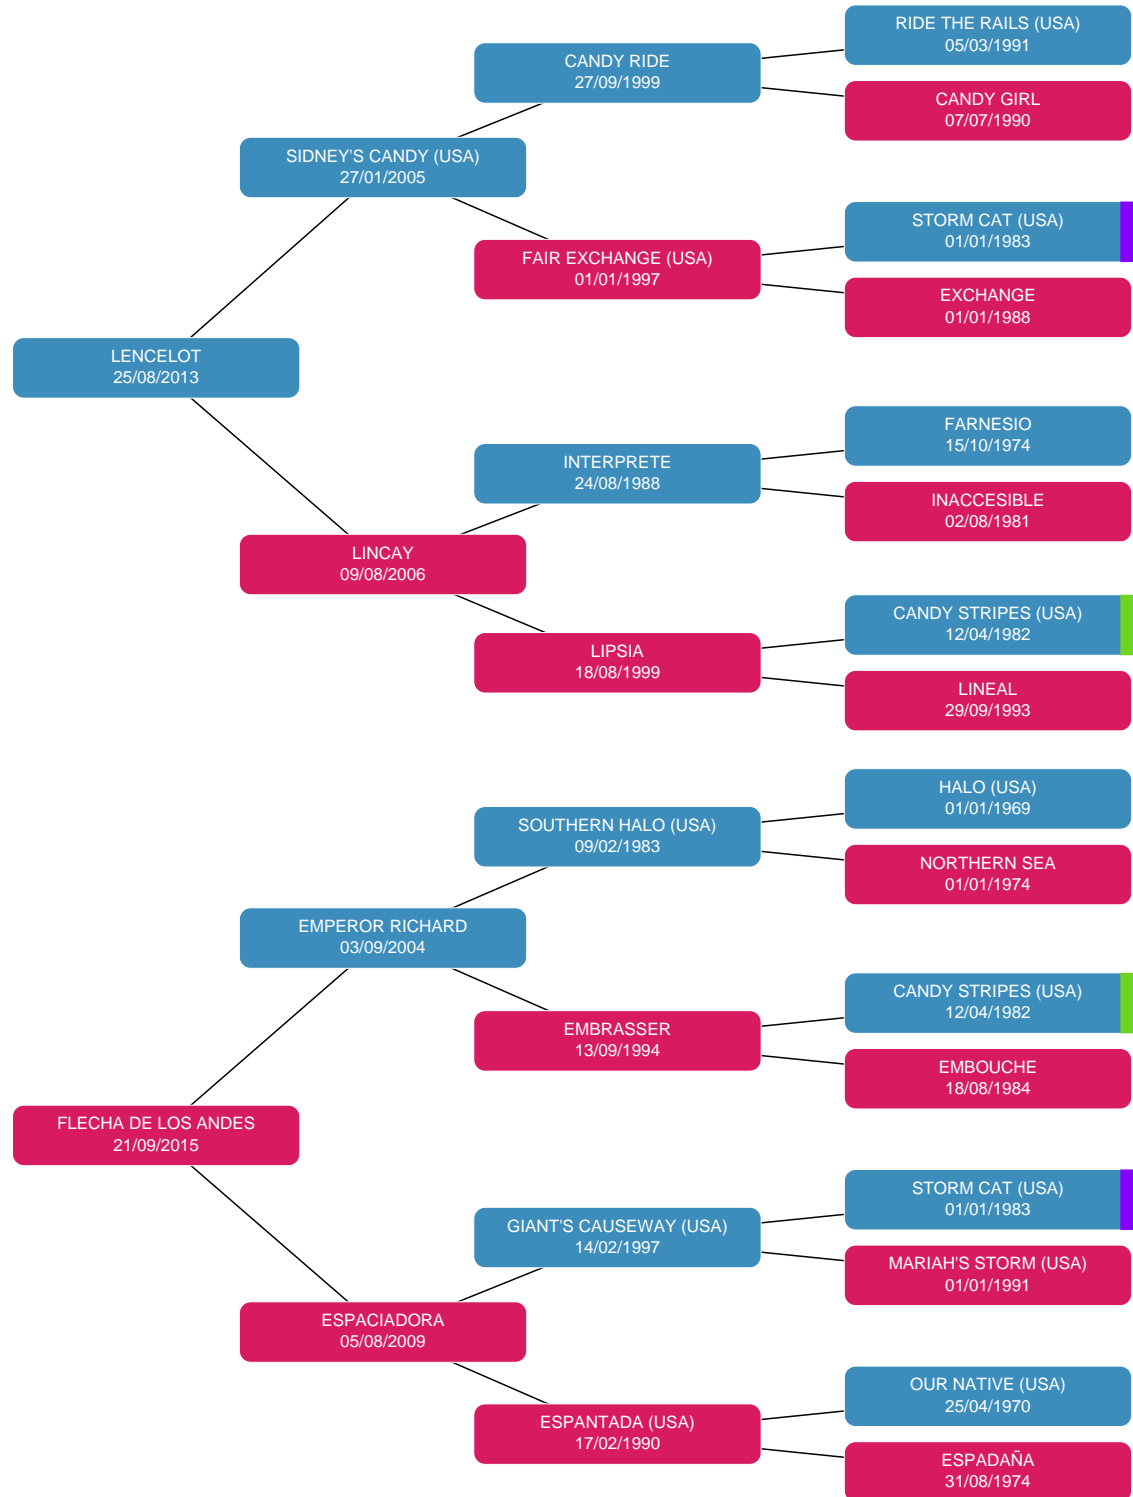 RIDE THE RAILS (USA)
05/03/1991
CANDY RIDE
27/09/1999
CANDY GIRL
07/07/1990
SIDNEY'S CANDY (USA)
27/01/2005
STORM CAT (USA)
01/01/1983
FAIR EXCHANGE (USA)
01/01/1997
EXCHANGE
01/01/1988
LENCELOT
25/08/2013
FARNESIO
15/10/1974
INTERPRETE
24/08/1988
INACCESIBLE
02/08/1981
LINCAY
09/08/2006
CANDY STRIPES (USA)
12/04/1982
LIPSIA
18/08/1999
LINEAL
29/09/1993
HALO (USA)
01/01/1969
SOUTHERN HALO (USA)
09/02/1983
NORTHERN SEA
01/01/1974
EMPEROR RICHARD
03/09/2004
CANDY STRIPES (USA)
12/04/1982
EMBRASSER
13/09/1994
EMBOUCHE
18/08/1984
FLECHA DE LOS ANDES
21/09/2015
STORM CAT (USA)
01/01/1983
GIANT'S CAUSEWAY (USA)
14/02/1997
MARIAH'S STORM (USA)
01/01/1991
ESPACIADORA
05/08/2009
OUR NATIVE (USA)
25/04/1970
ESPANTADA (USA)
17/02/1990
ESPADAÑA
31/08/1974